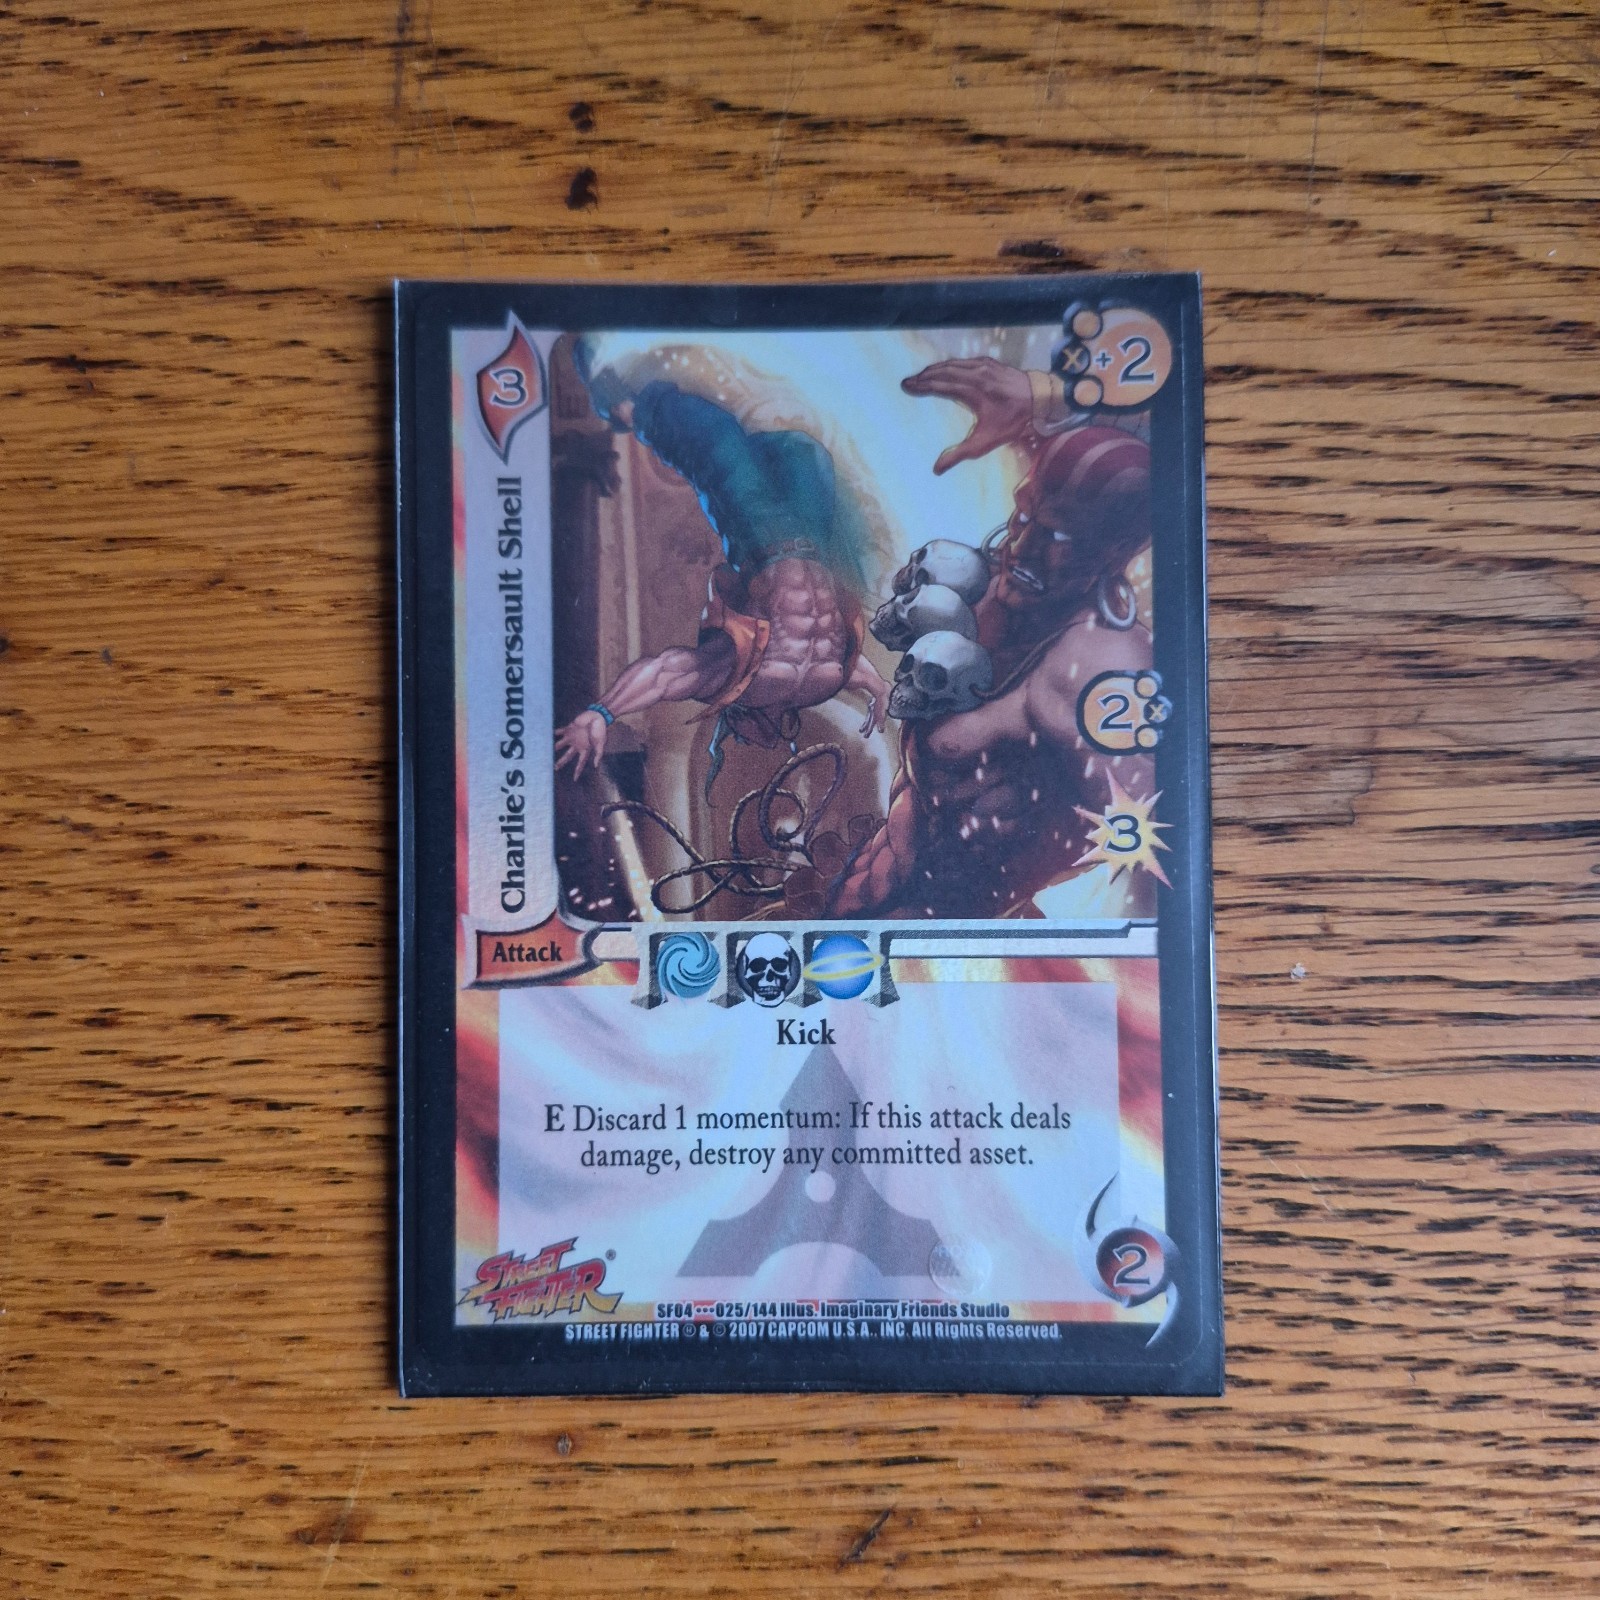 3
x + 2
Charlie's Somersault Shell
2 x
3
Attack
Kick
E Discard 1 momentum: If this attack deals
damage, destroy any committed asset.
2
STREET
FIGHTER®
SF04 •••025/144 Illus. Imaginary Friends Studio
STREET FIGHTER ® & © 2007 CAPCOM U.S.A., INC. All Rights Reserved.